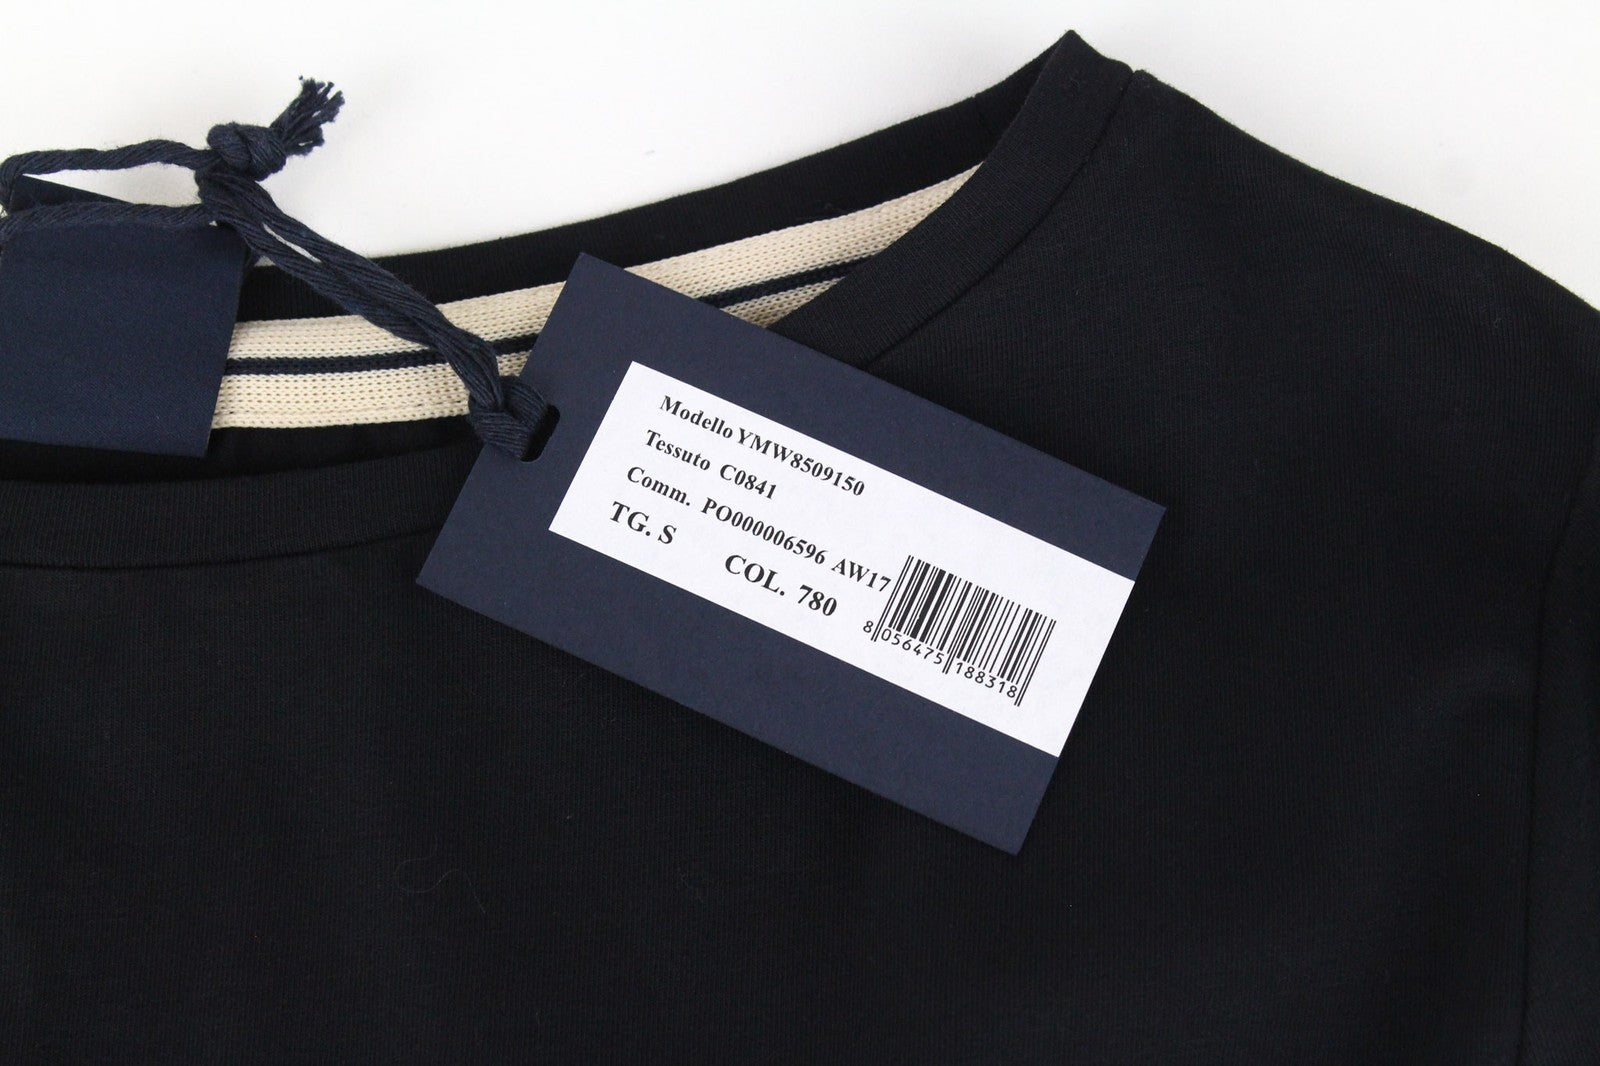 Modello YMW8509150
Tessuto C0841
Comm. PO000006596 AW17
TG. S COL. 780
8 056475 188318